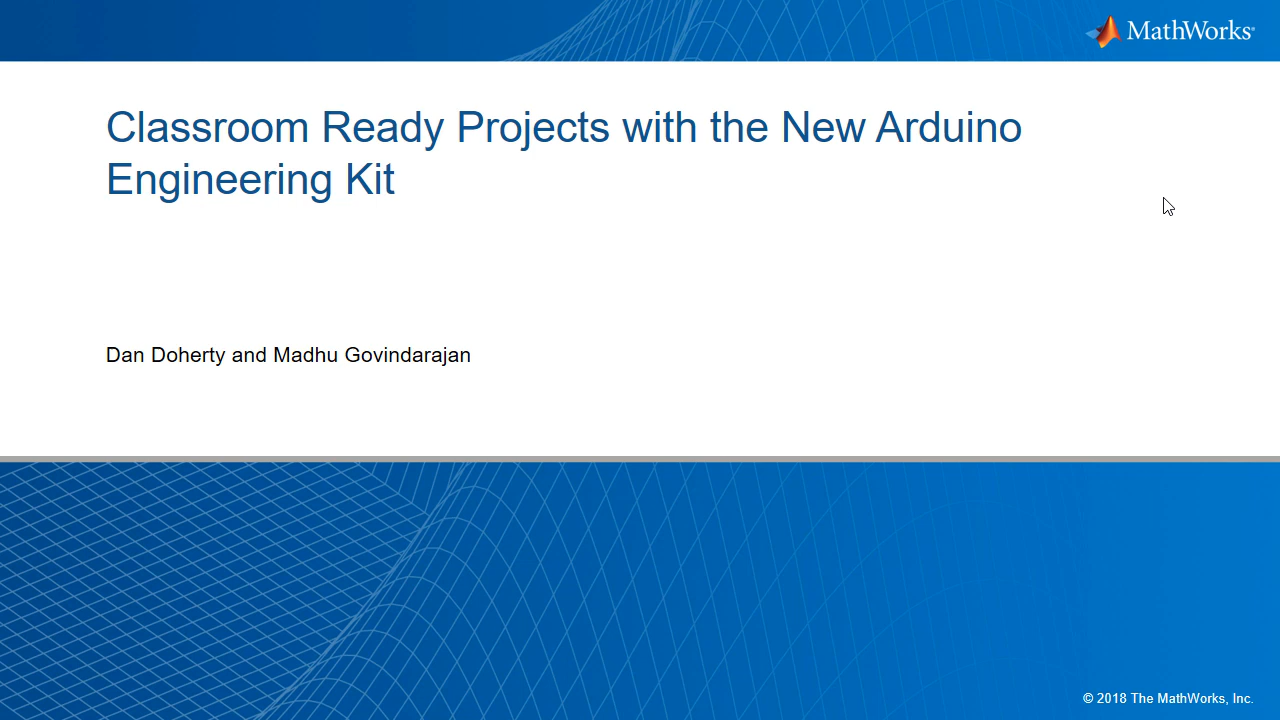 MathWorks®
Classroom Ready Projects with the New Arduino
Engineering Kit
Dan Doherty and Madhu Govindarajan
© 2018 The MathWorks, Inc.